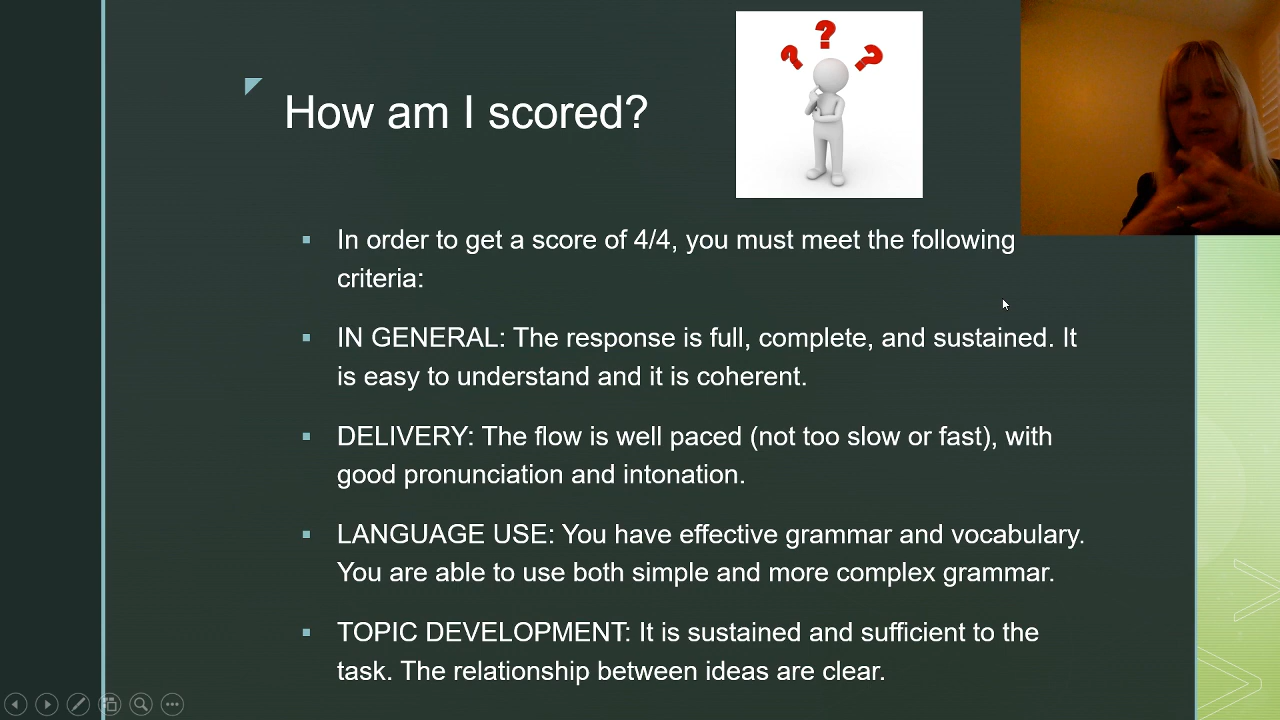 How am I scored?
In order to get a score of 4/4, you must meet the following
criteria:
IN GENERAL: The response is full, complete, and sustained. It
is easy to understand and it is coherent.
DELIVERY: The flow is well paced (not too slow or fast), with
good pronunciation and intonation.
LANGUAGE USE: You have effective grammar and vocabulary.
You are able to use both simple and more complex grammar.
TOPIC DEVELOPMENT: It is sustained and sufficient to the
task. The relationship between ideas are clear.